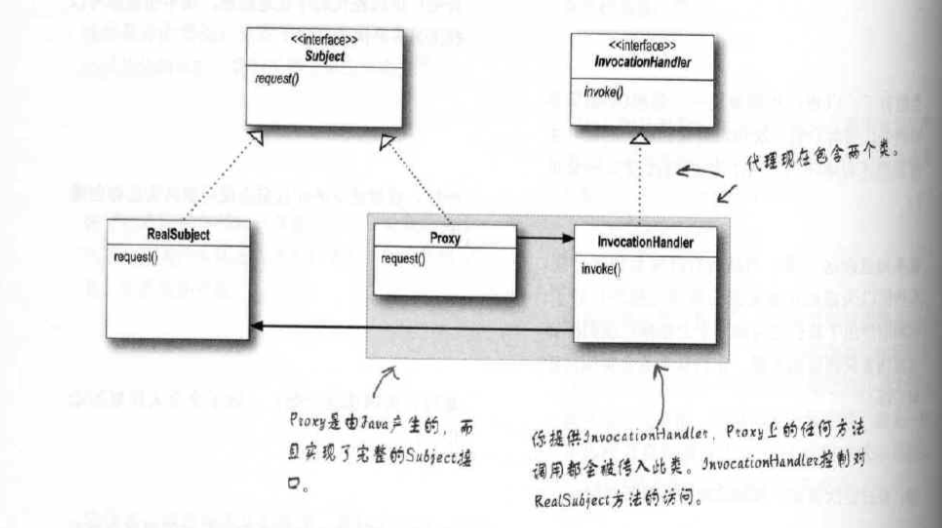 <<interface>>
Subject
request()
<<interface>>
InvocationHandler
invoke()
代理现在包含两个类。
RealSubject
request()
Proxy
request()
InvocationHandler
invoke()
Proxy是由Java产生的，而
且实现了完整的Subject接
口。
你提供InvocationHandler，Proxy上的任何方法
调用都会被传入此类。InvocationHandler控制对
RealSubject方法的访问。